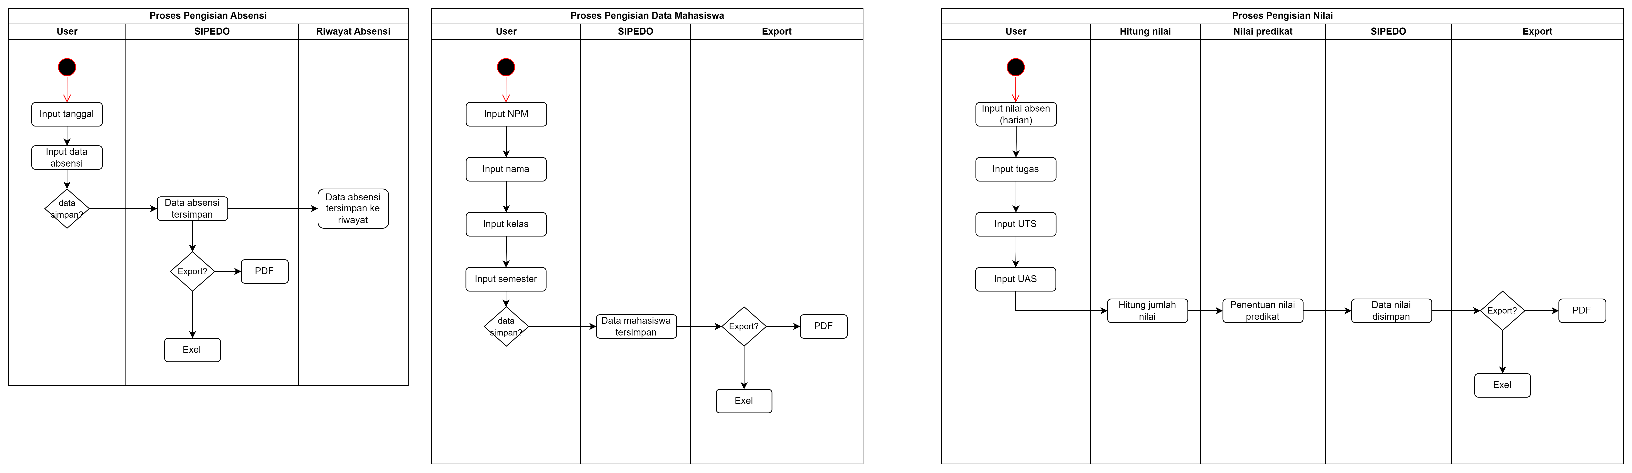 Proses Pengisian Absensi
User
SIPEDO
Riwayat Absensi
Input tanggal
Input data
absensi
data
simpan?
Data absensi
tersimpan
Data absensi
tersimpan ke
riwayat
Export?
PDF
Exel
Proses Pengisian Data Mahasiswa
User
SIPEDO
Export
Input NPM
Input nama
Input kelas
Input semester
data
simpan?
Data mahasiswa
tersimpan
Export?
PDF
Exel
Proses Pengisian Nilai
User
Hitung nilai
Nilai predikat
SIPEDO
Export
Input nilai absen
(harian)
Input tugas
Input UTS
Input UAS
Hitung jumlah
nilai
Penentuan nilai
predikat
Data nilai
disimpan
Export?
PDF
Exel